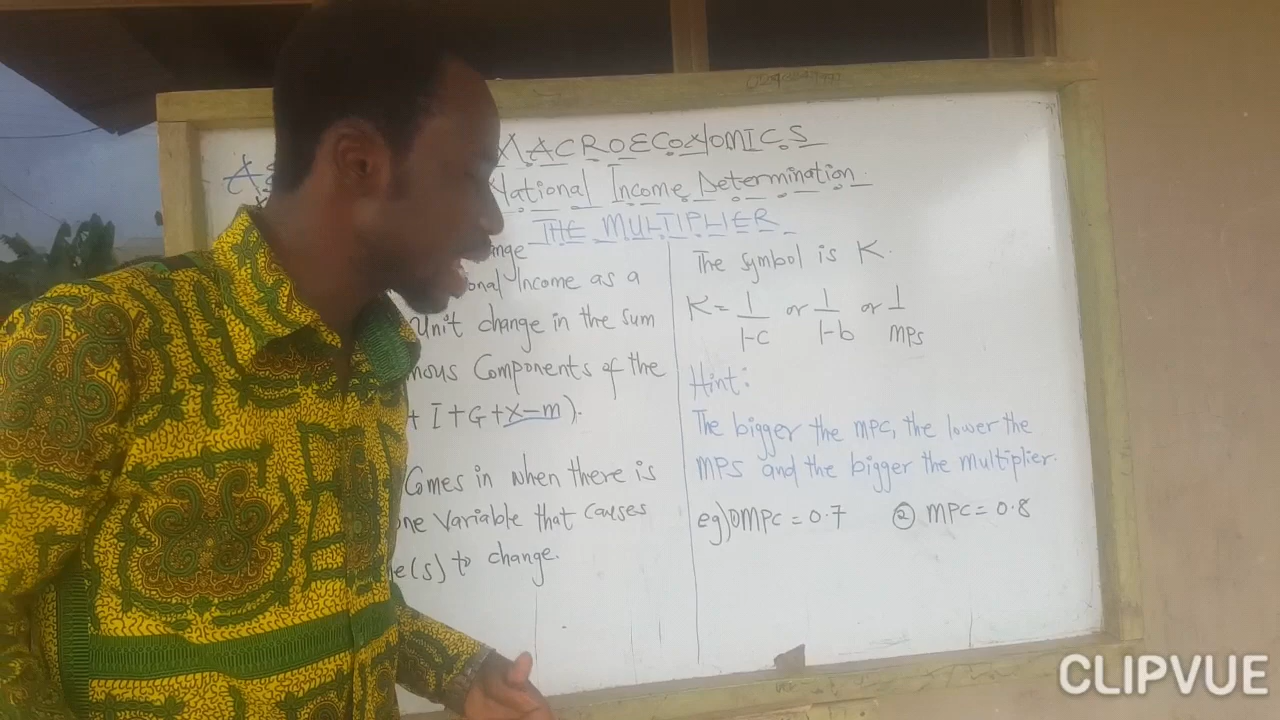 MACROECONOMICS
National Income Determination
THE MULTIPLIER
Income as a
Unit change in the sum
Components of the
+ I + G + X - m).
Comes in when there is
Variable that causes
e(s) to change.
The symbol is K.
K = 1/1-c or 1/1-b or 1/MPs
Hint:
The bigger the MPC, the lower the
MPS and the bigger the multiplier.
eg) ① MPC = 0.7 ② MPC = 0.8
CLIPVUE